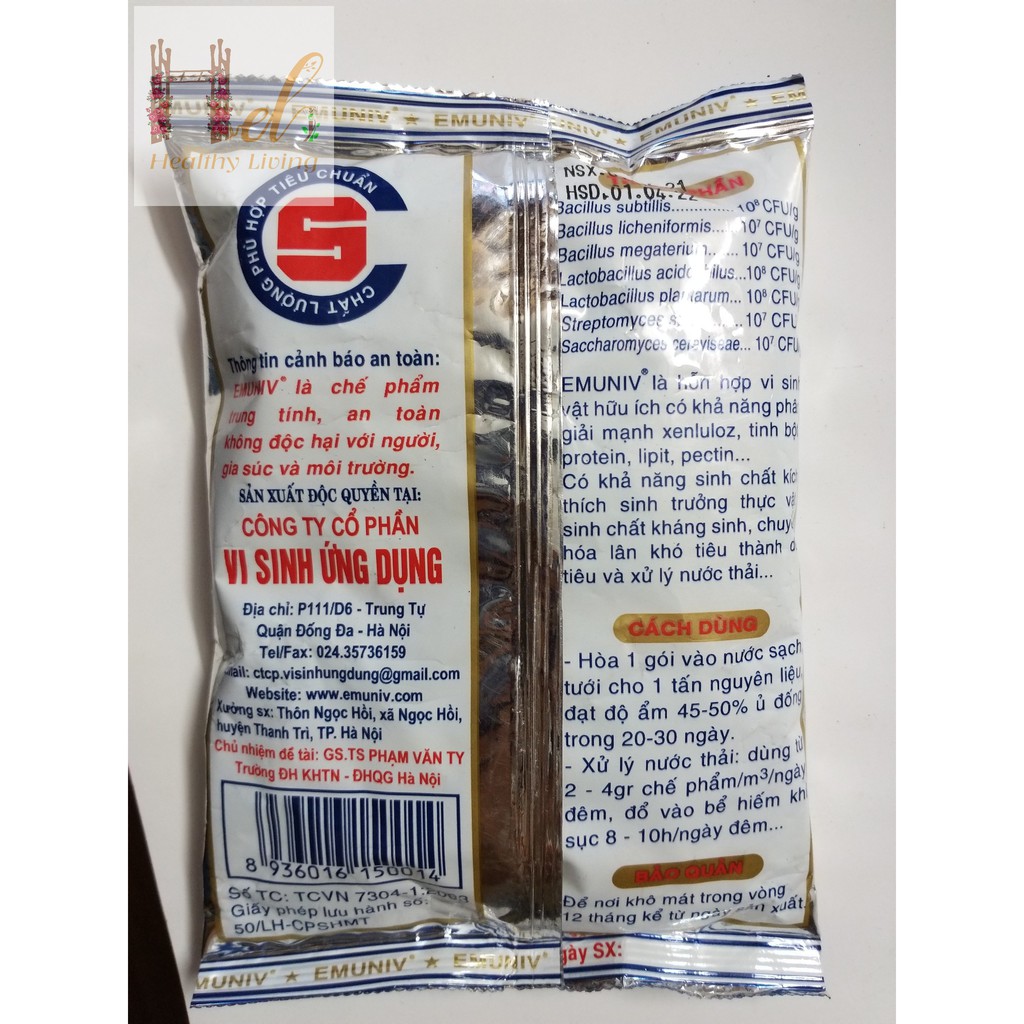 Heli
Healthy Living
EMUNIV® ★ EMUNIV
EMUNIV® ★ EMUNIV
CHẤT LƯỢNG PHÙ HỢP TIÊU CHUẨN
Thông tin cảnh báo an toàn:
EMUNIV® là chế phẩm
trung tính, an toàn
không độc hại với người,
gia súc và môi trường.
SẢN XUẤT ĐỘC QUYỀN TẠI:
CÔNG TY CỔ PHẦN
VI SINH ỨNG DỤNG
Địa chỉ: P111/D6 - Trung Tự
Quận Đống Đa - Hà Nội
Tel/Fax: 024.35736159
ail: ctcp.visinhungdung@gmail.com
Website: www.emuniv.com
Xưởng sx: Thôn Ngọc Hồi, xã Ngọc Hồi,
huyện Thanh Trì, TP. Hà Nội
Chủ nhiệm đề tài: GS.TS PHẠM VĂN TY
Trường ĐH KHTN - ĐHQG Hà Nội
8 936016 150014
Số TC: TCVN 7304-1:2003
Giấy phép lưu hành số:
50/LH-CPSHMT
NSX
HSD.01.04.22
PHẦN
Bacillus subtillis............. 10⁸ CFU/g
Bacillus licheniformis..... 10⁷ CFU/g
Bacillus megaterium....... 10⁷ CFU/g
Lactobacillus 10⁸ CFU/
Lactobacillus plantarum... 10⁸ CFU/
Streptomyces 10⁷ CFU/
Saccharomyces cereyiseae... 10⁷ CFU
EMUNIV® là hỗn hợp vi sinh
vật hữu ích có khả năng phâ
giải mạnh xenluloz, tinh bộ
protein, lipit, pectin...
Có khả năng sinh chất kíc
thích sinh trưởng thực vậ
sinh chất kháng sinh, chuy
hóa lân khó tiêu thành d
tiêu và xử lý nước thải...
CÁCH DÙNG
- Hòa 1 gói vào nước sạch
tưới cho 1 tấn nguyên liệu,
đạt độ ẩm 45-50% ủ đống
trong 20-30 ngày.
- Xử lý nước thải: dùng từ
2 - 4gr chế phẩm/m³/ngày
đêm, đổ vào bể hiếm khí
sục 8 - 10h/ngày đêm...
BẢO QUẢN
Để nơi khô mát trong vòng
12 tháng kể từ ngày sản xuất.
gày SX:
MUNIV® ★ EMUNIV® ★ EMUNIV®
EMUNIV® ★ EMUNIV®